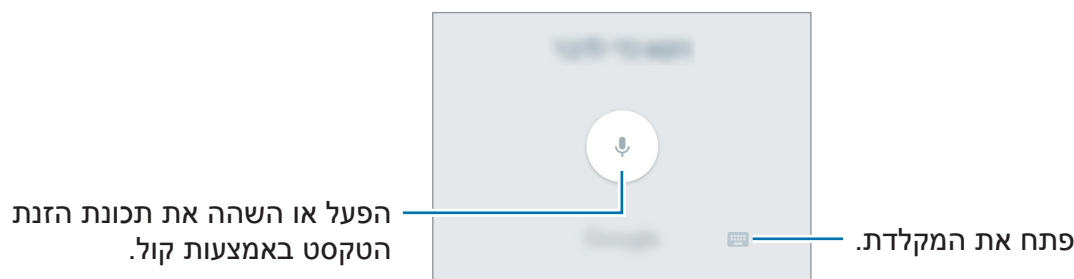 הפעל או השהה את תכונת הזנת
הטקסט באמצעות קול.
פתח את המקלדת.